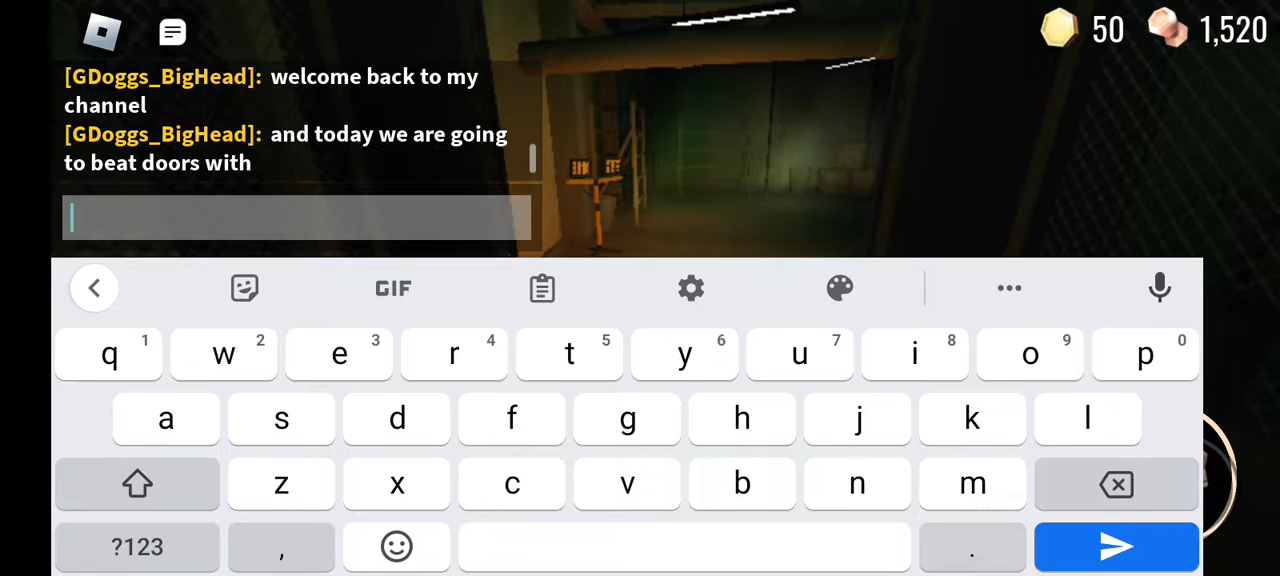 50 1,520
[GDoggs_BigHead]: welcome back to my
channel
[GDoggs_BigHead]: and today we are going
to beat doors with
GIF
q 1 w 2 e 3 r 4 t 5 y 6 u 7 i 8 o 9 p 0
a s d f g h j k l
z x c v b n m
?123 , .